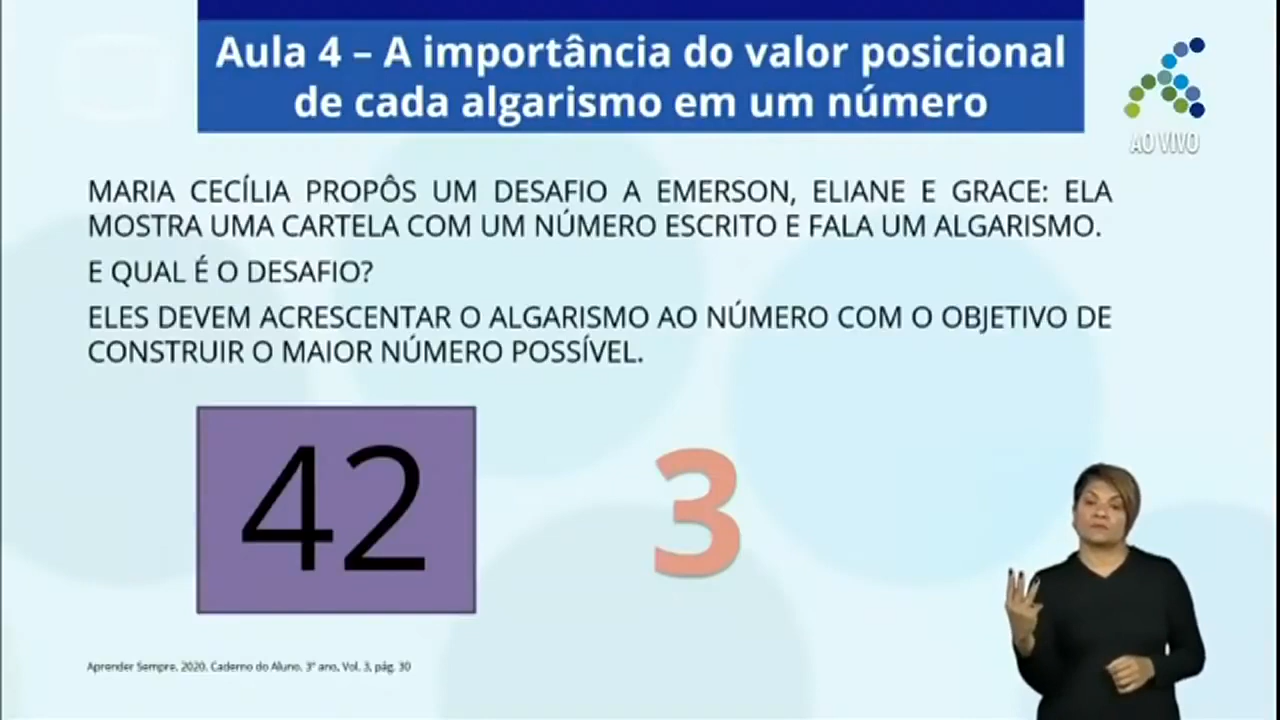 Aula 4 – A importância do valor posicional
de cada algarismo em um número
AO VIVO
MARIA CECÍLIA PROPÔS UM DESAFIO A EMERSON, ELIANE E GRACE: ELA
MOSTRA UMA CARTELA COM UM NÚMERO ESCRITO E FALA UM ALGARISMO.
E QUAL É O DESAFIO?
ELES DEVEM ACRESCENTAR O ALGARISMO AO NÚMERO COM O OBJETIVO DE
CONSTRUIR O MAIOR NÚMERO POSSÍVEL.
42
3
Aprender Sempre, 2020. Caderno do Aluno, 3º ano, Vol. 3, pág. 30